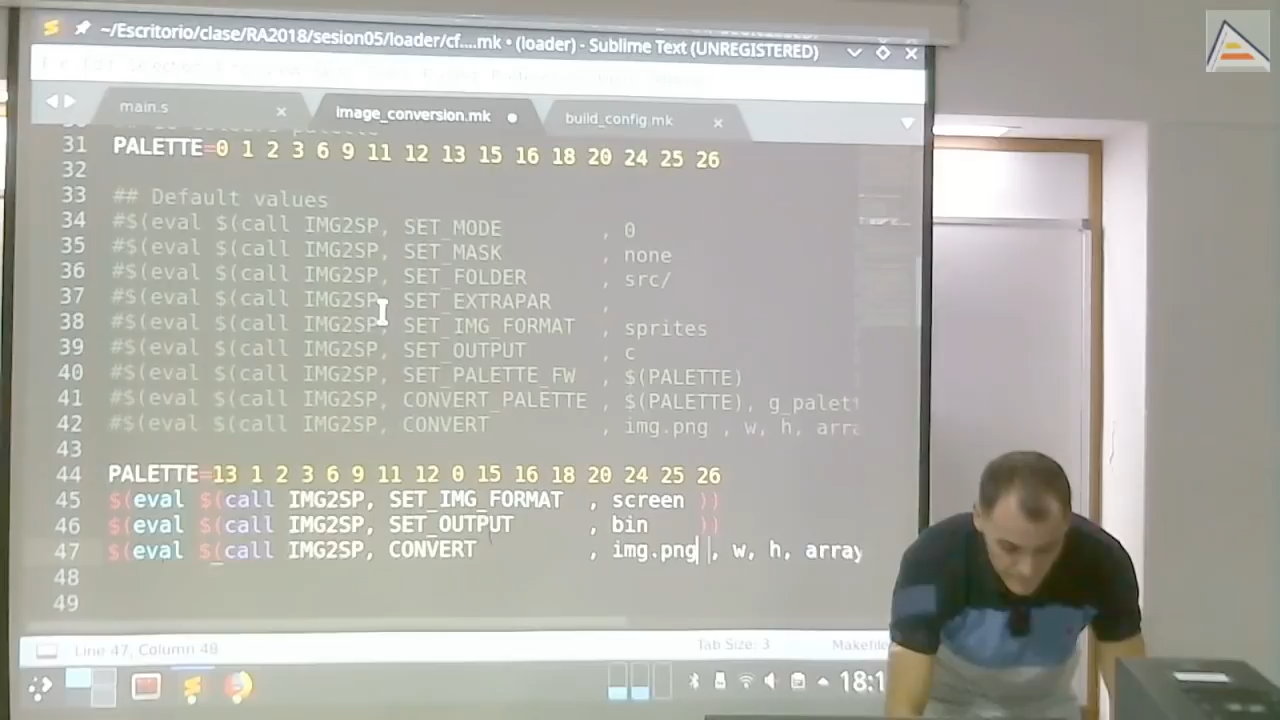 ~/Escritorio/clase/RA2018/sesion05/loader/cf....mk • (loader) - Sublime Text (UNREGISTERED)
main.s
image_conversion.mk
build_config.mk
31 PALETTE=0 1 2 3 6 9 11 12 13 15 16 18 20 24 25 26
32
33 ## Default values
34 #$(eval $(call IMG2SP, SET_MODE , 0
35 #$(eval $(call IMG2SP, SET_MASK , none
36 #$(eval $(call IMG2SP, SET_FOLDER , src/
37 #$(eval $(call IMG2SP, SET_EXTRAPAR ,
38 #$(eval $(call IMG2SP, SET_IMG_FORMAT , sprites
39 #$(eval $(call IMG2SP, SET_OUTPUT , c
40 #$(eval $(call IMG2SP, SET_PALETTE_FW , $(PALETTE)
41 #$(eval $(call IMG2SP, CONVERT_PALETTE , $(PALETTE), g_palett
42 #$(eval $(call IMG2SP, CONVERT , img.png , w, h, arra
43
44 PALETTE=13 1 2 3 6 9 11 12 0 15 16 18 20 24 25 26
45 $(eval $(call IMG2SP, SET_IMG_FORMAT , screen ))
46 $(eval $(call IMG2SP, SET_OUTPUT , bin ))
47 $(eval $(call IMG2SP, CONVERT , img.png , w, h, array
48
49
Line 47, Column 48
Tab Size: 3
Makefile
18:1